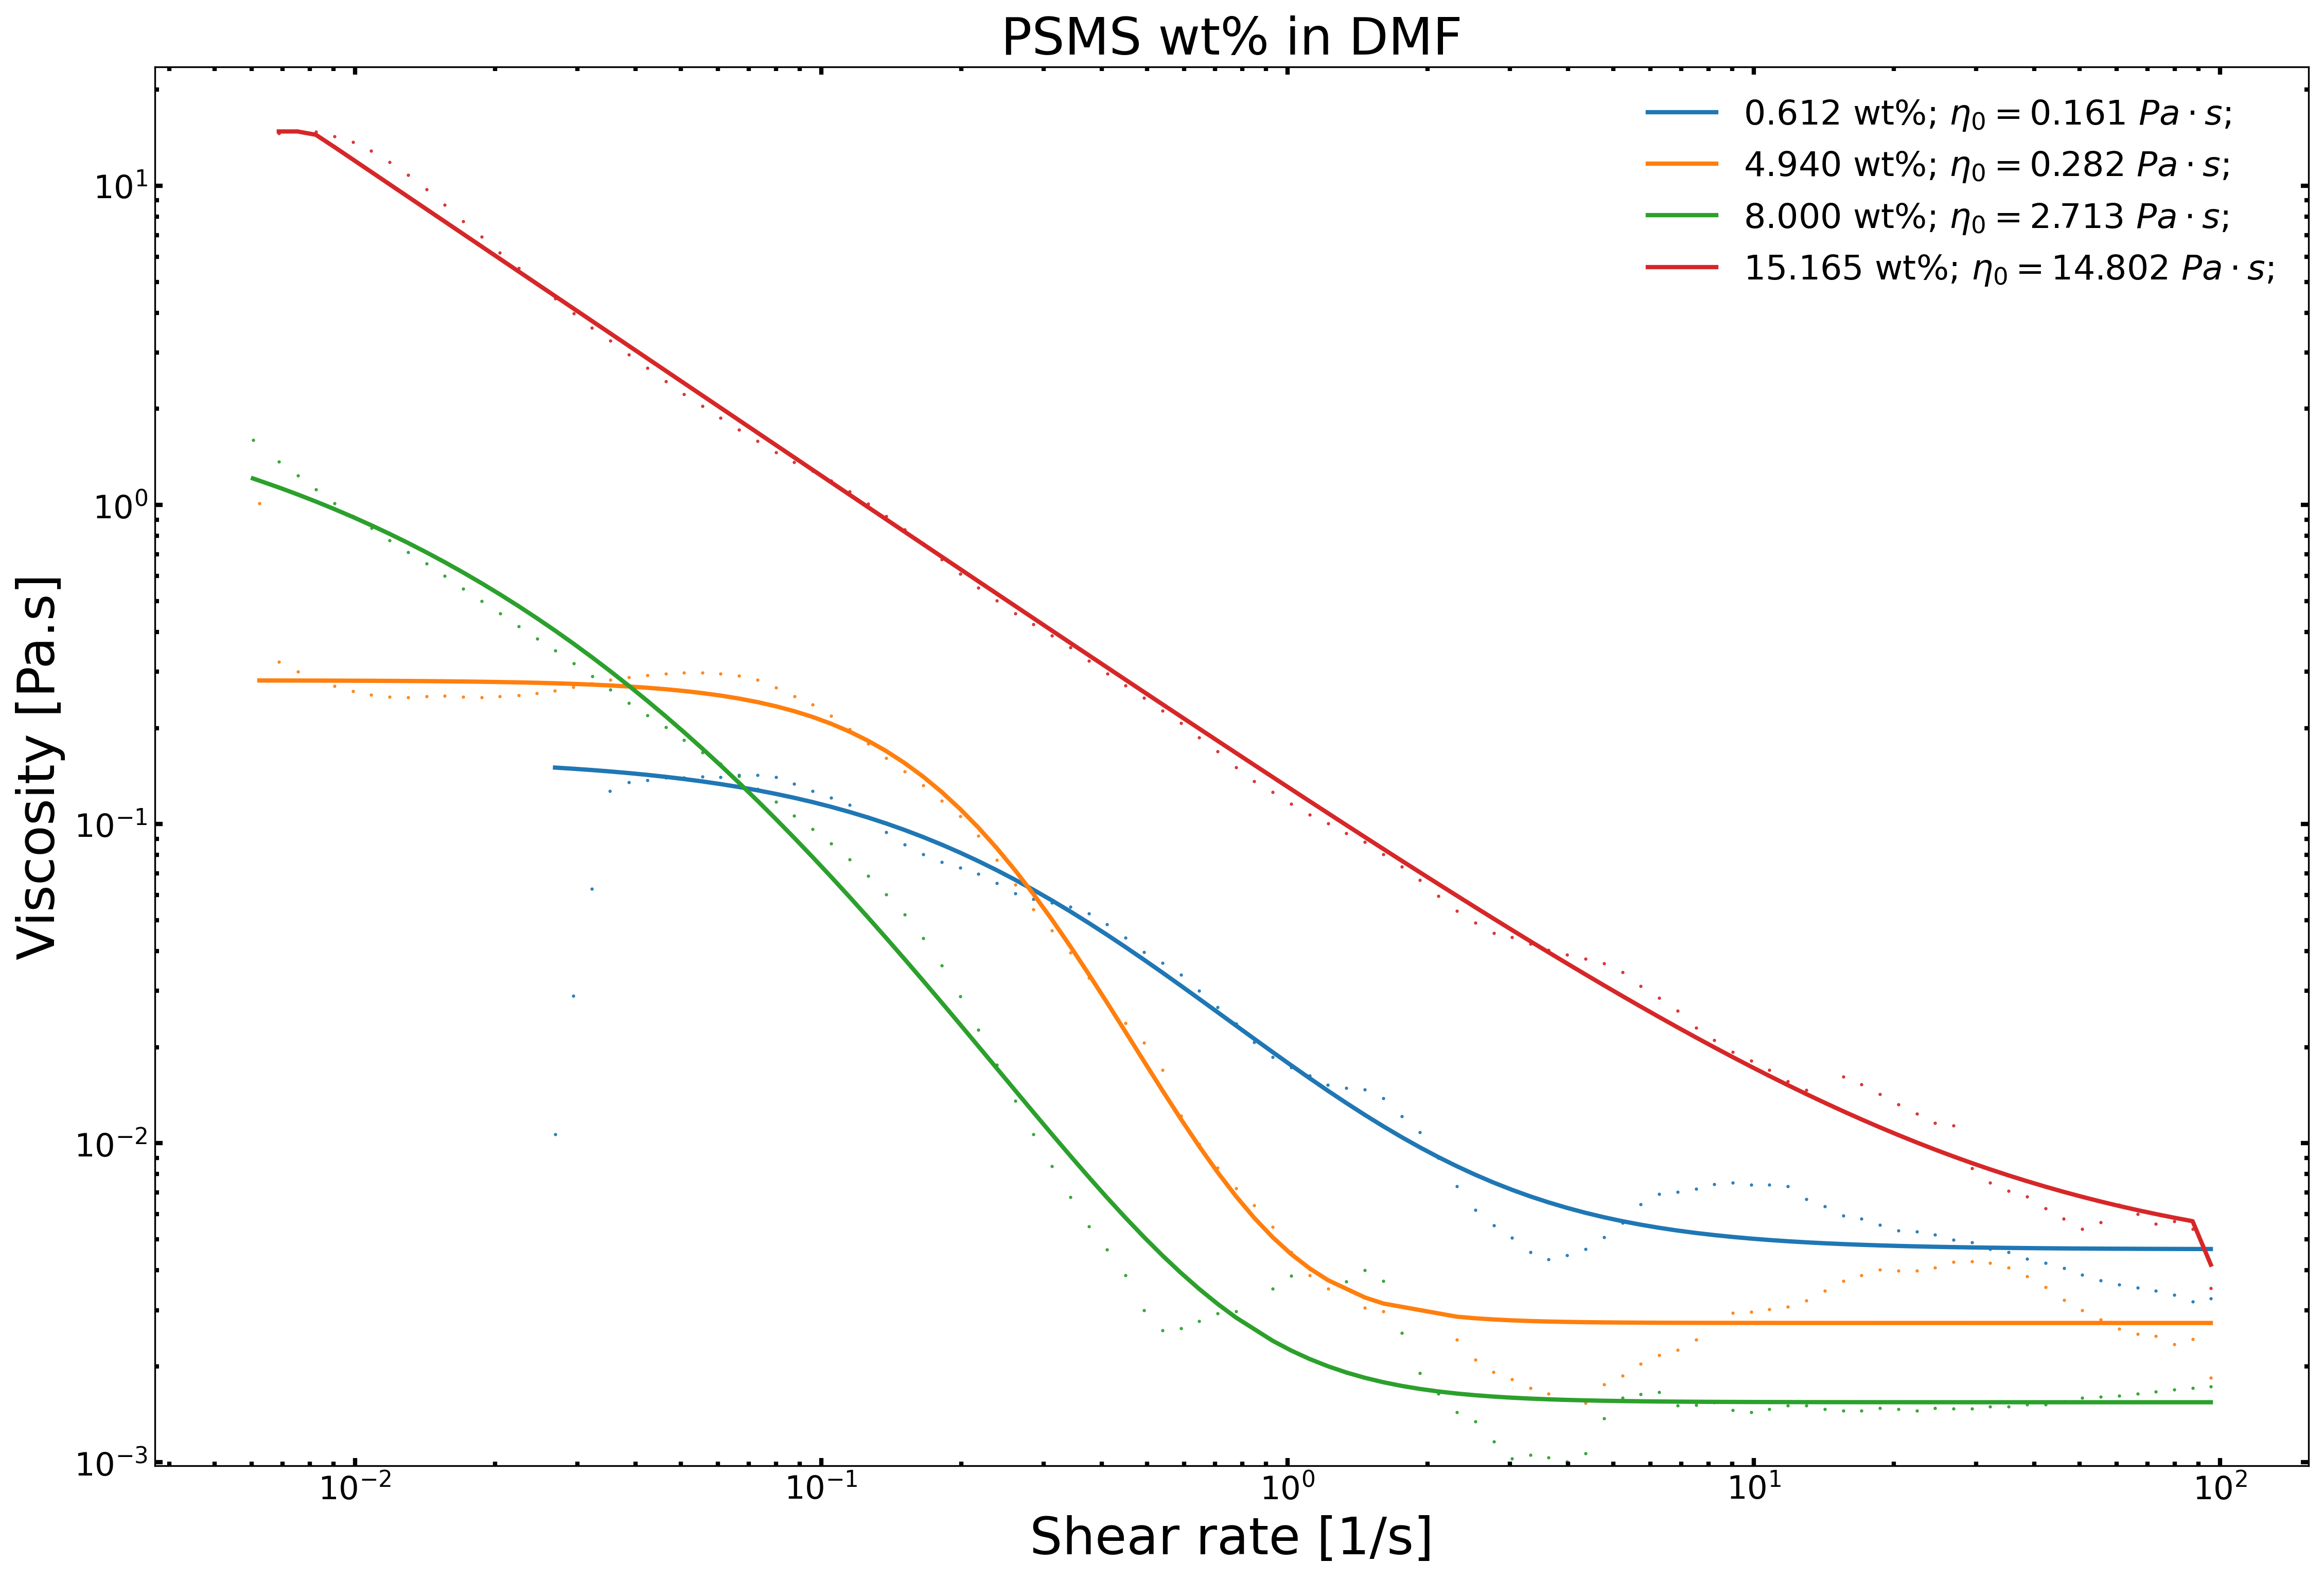 PSMS wt% in DMF
0.612 wt%; η₀ = 0.161 Pa · s;
4.940 wt%; η₀ = 0.282 Pa · s;
8.000 wt%; η₀ = 2.713 Pa · s;
15.165 wt%; η₀ = 14.802 Pa · s;
Viscosity [Pa.s]
10¹
10⁰
10⁻¹
10⁻²
10⁻³
10⁻² 10⁻¹ 10⁰ 10¹ 10²
Shear rate [1/s]